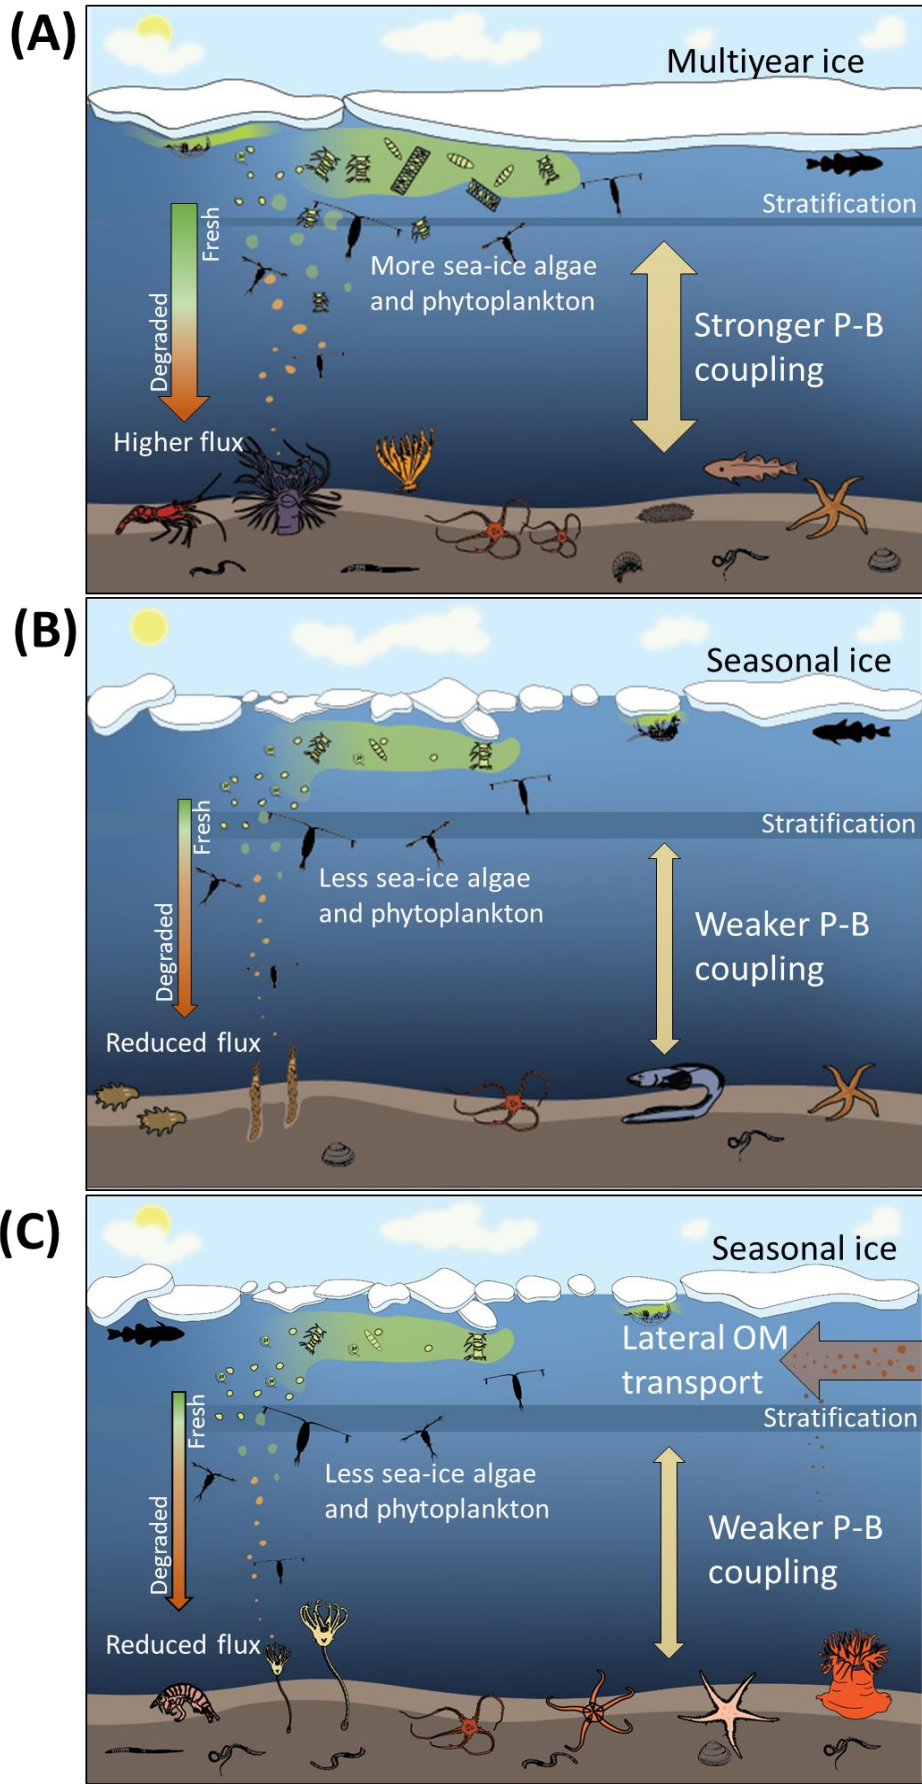 (A)
Multiyear ice
Stratification
Fresh
More sea-ice algae
and phytoplankton
Stronger P-B
coupling
Degraded
Higher flux
(B)
Seasonal ice
Stratification
Fresh
Less sea-ice algae
and phytoplankton
Weaker P-B
coupling
Degraded
Reduced flux
(C)
Seasonal ice
Lateral OM
transport
Stratification
Fresh
Less sea-ice algae
and phytoplankton
Weaker P-B
coupling
Degraded
Reduced flux